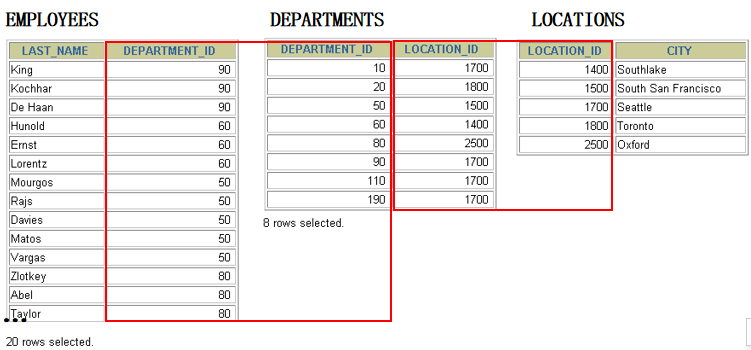 EMPLOYEES
LAST_NAME DEPARTMENT_ID
King 90
Kochhar 90
De Haan 90
Hunold 60
Ernst 60
Lorentz 60
Mourgos 50
Rajs 50
Davies 50
Matos 50
Vargas 50
Zlotkey 80
Abel 80
Taylor 80
...
20 rows selected.
DEPARTMENTS
DEPARTMENT_ID LOCATION_ID
10 1700
20 1800
50 1500
60 1400
80 2500
90 1700
110 1700
190 1700
8 rows selected.
LOCATIONS
LOCATION_ID CITY
1400 Southlake
1500 South San Francisco
1700 Seattle
1800 Toronto
2500 Oxford